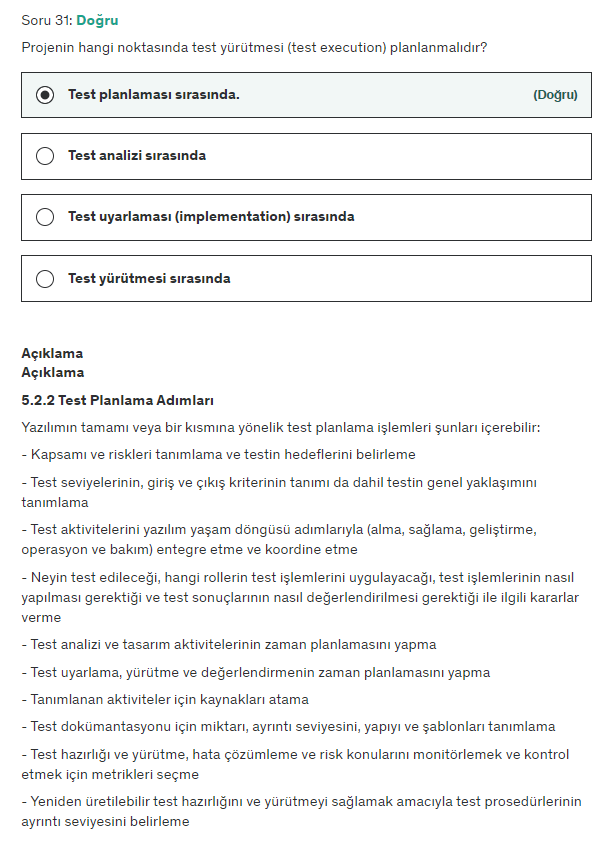 Soru 31: Doğru
Projenin hangi noktasında test yürütmesi (test execution) planlanmalıdır?
Test planlaması sırasında.
(Doğru)
Test analizi sırasında
Test uyarlaması (implementation) sırasında
Test yürütmesi sırasında
Açıklama
Açıklama
5.2.2 Test Planlama Adımları
Yazılımın tamamı veya bir kısmına yönelik test planlama işlemleri şunları içerebilir:
- Kapsamı ve riskleri tanımlama ve testin hedeflerini belirleme
- Test seviyelerinin, giriş ve çıkış kriterinin tanımı da dahil testin genel yaklaşımını
tanımlama
- Test aktivitelerini yazılım yaşam döngüsü adımlarıyla (alma, sağlama, geliştirme,
operasyon ve bakım) entegre etme ve koordine etme
- Neyin test edileceği, hangi rollerin test işlemlerini uygulayacağı, test işlemlerinin nasıl
yapılması gerektiği ve test sonuçlarının nasıl değerlendirilmesi gerektiği ile ilgili kararlar
verme
- Test analizi ve tasarım aktivitelerinin zaman planlamasını yapma
- Test uyarlama, yürütme ve değerlendirmenin zaman planlamasını yapma
- Tanımlanan aktiviteler için kaynakları atama
- Test dokümantasyonu için miktarı, ayrıntı seviyesini, yapıyı ve şablonları tanımlama
- Test hazırlığı ve yürütme, hata çözümleme ve risk konularını monitörlemek ve kontrol
etmek için metrikleri seçme
- Yeniden üretilebilir test hazırlığını ve yürütmeyi sağlamak amacıyla test prosedürlerinin
ayrıntı seviyesini belirleme